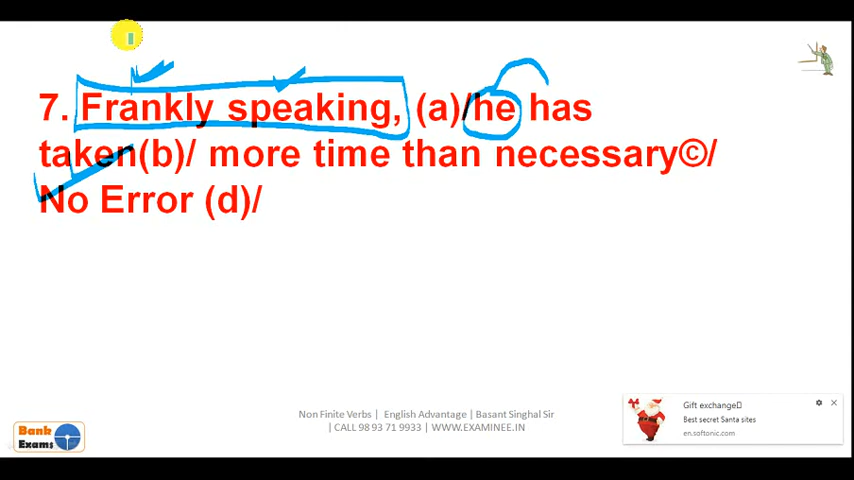 7. Frankly speaking, (a)/he has
taken(b)/ more time than necessary©/
No Error (d)/
Non Finite Verbs | English Advantage | Basant Singhal Sir
| CALL 98 93 71 9933 | WWW.EXAMINEE.IN
Bank
Exams
Gift exchange
Best secret Santa sites
en.softonic.com